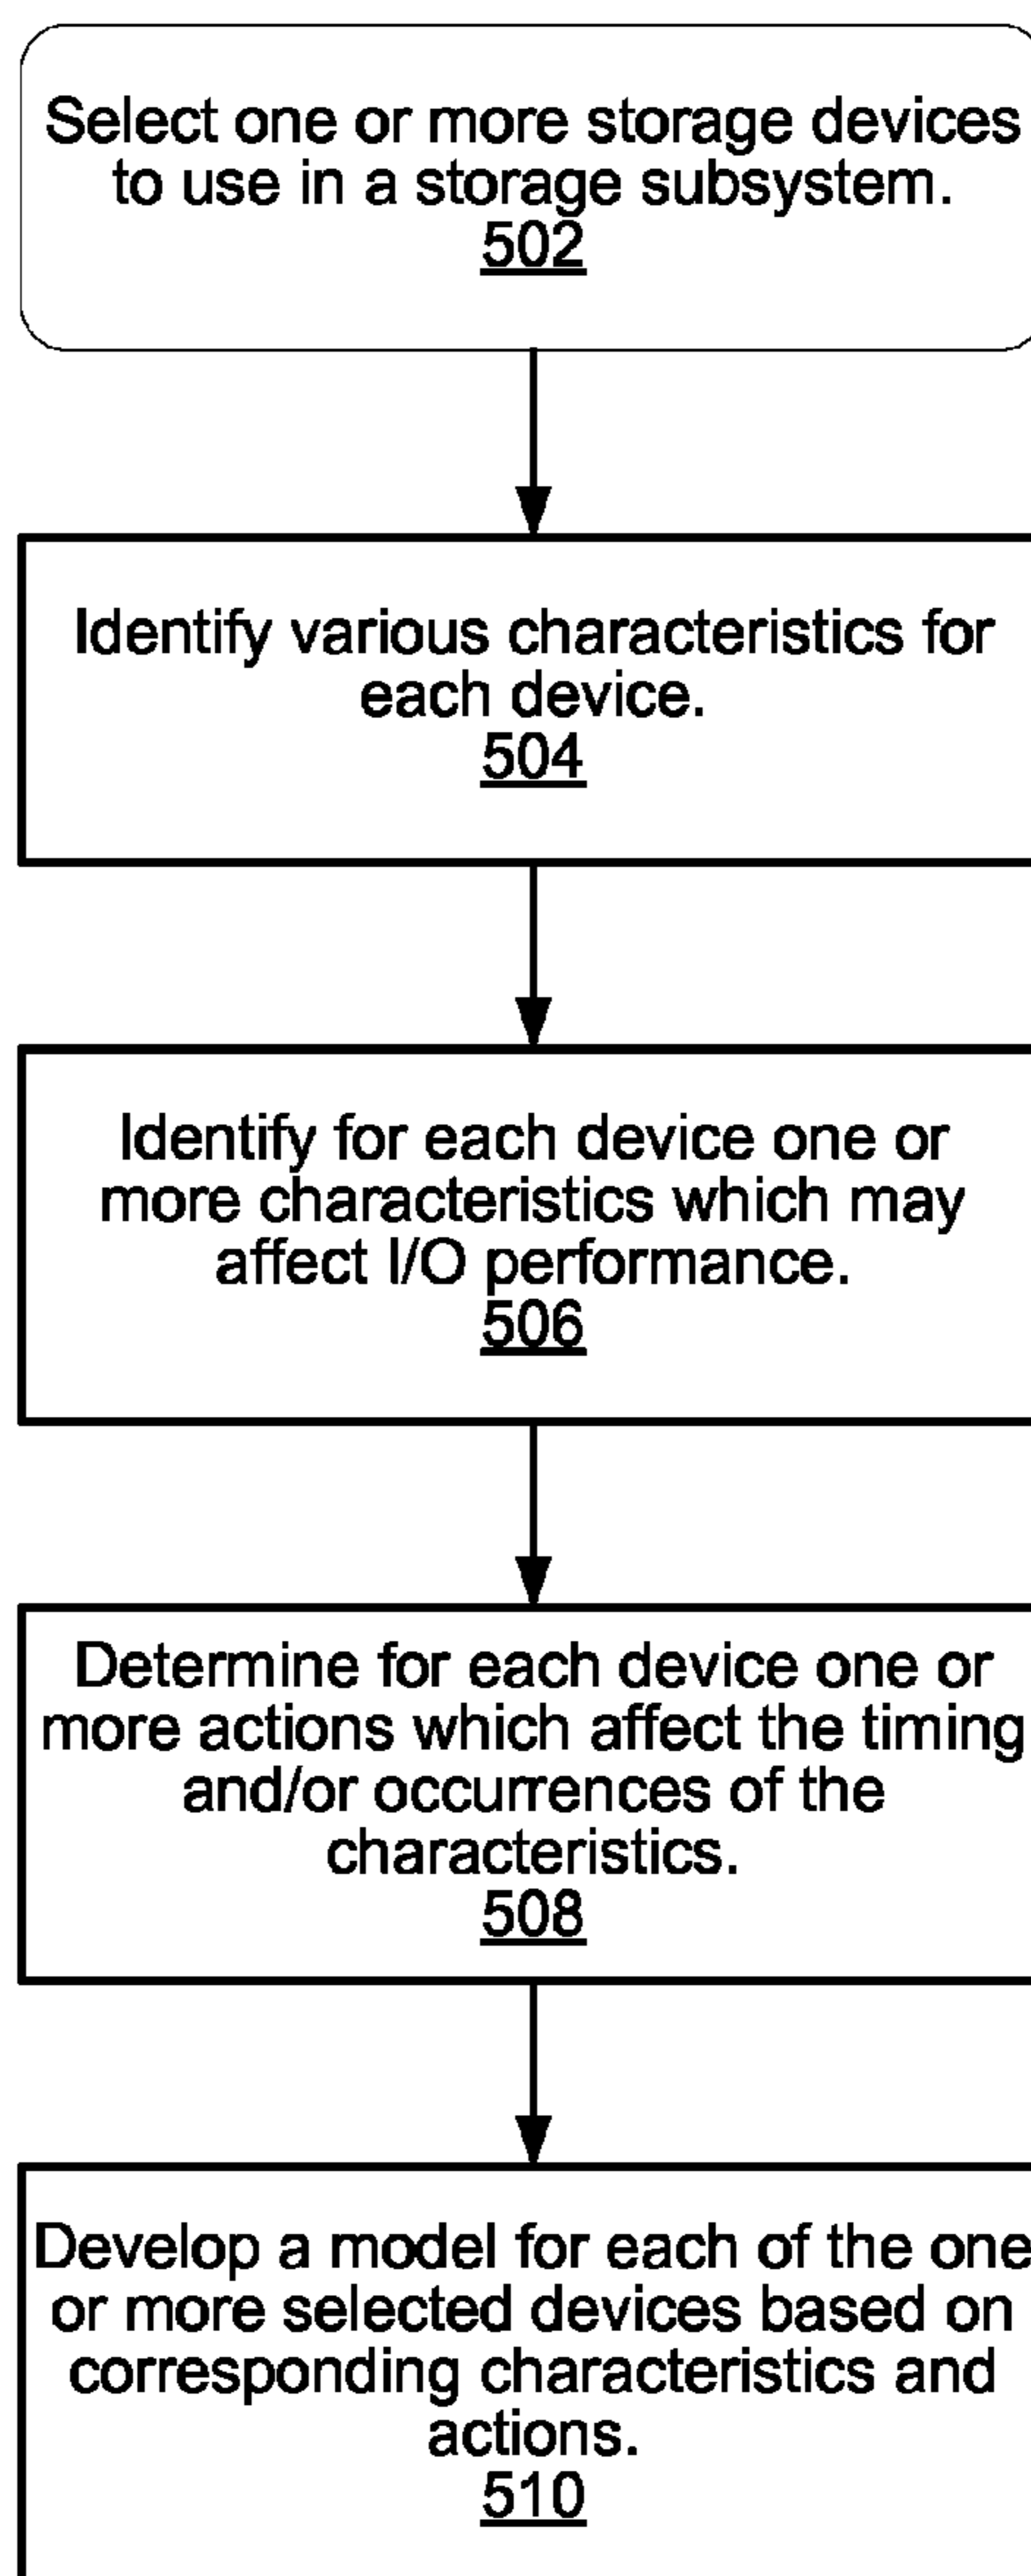 Select one or more storage devices
to use in a storage subsystem.
502
Identify various characteristics for
each device.
504
Identify for each device one or
more characteristics which may
affect I/O performance.
506
Determine for each device one or
more actions which affect the timing
and/or occurrences of the
characteristics.
508
Develop a model for each of the one
or more selected devices based on
corresponding characteristics and
actions.
510